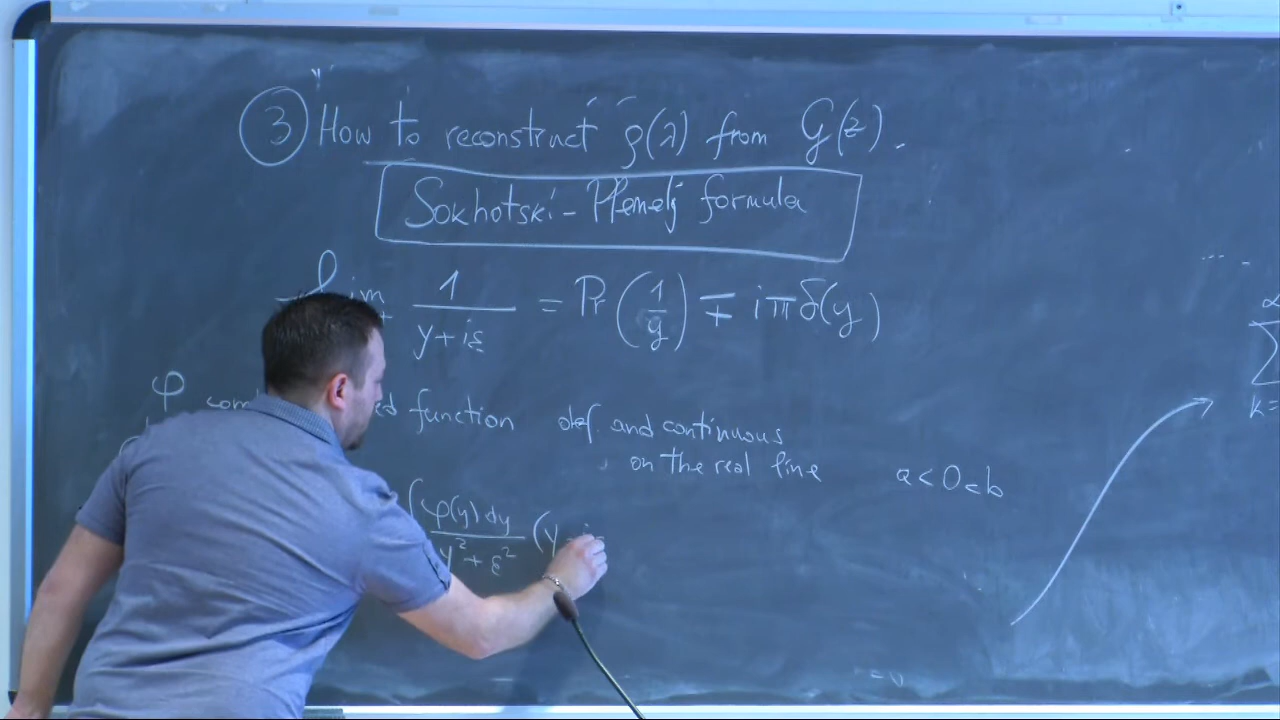 ③ How to reconstruct ρ(λ) from G(z).
Sokhotski-Plemelj formula
1/(y+iε) = Pr(1/y) ∓ iπδ(y)
φ function def. and continuous
on the real line a<0<b
∫ φ(y)dy/(y²+ε²) (y